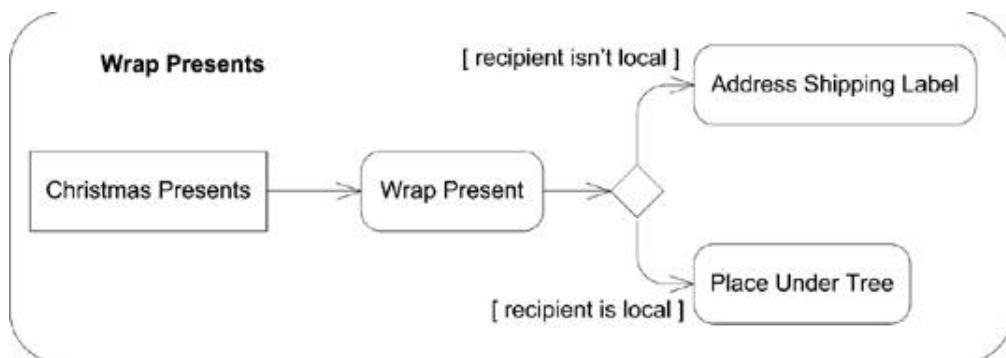 Wrap Presents
[ recipient isn't local ]
Address Shipping Label
Christmas Presents
Wrap Present
Place Under Tree
[ recipient is local ]